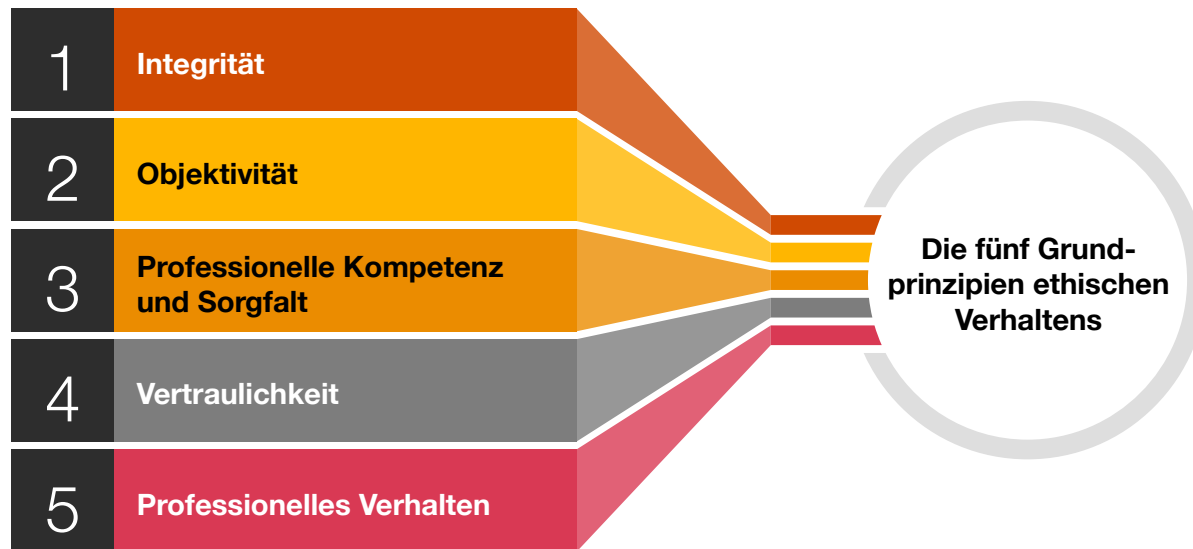 1
Integrität
2
Objektivität
3
Professionelle Kompetenz
und Sorgfalt
4
Vertraulichkeit
5
Professionelles Verhalten
Die fünf Grund-
prinzipien ethischen
Verhaltens